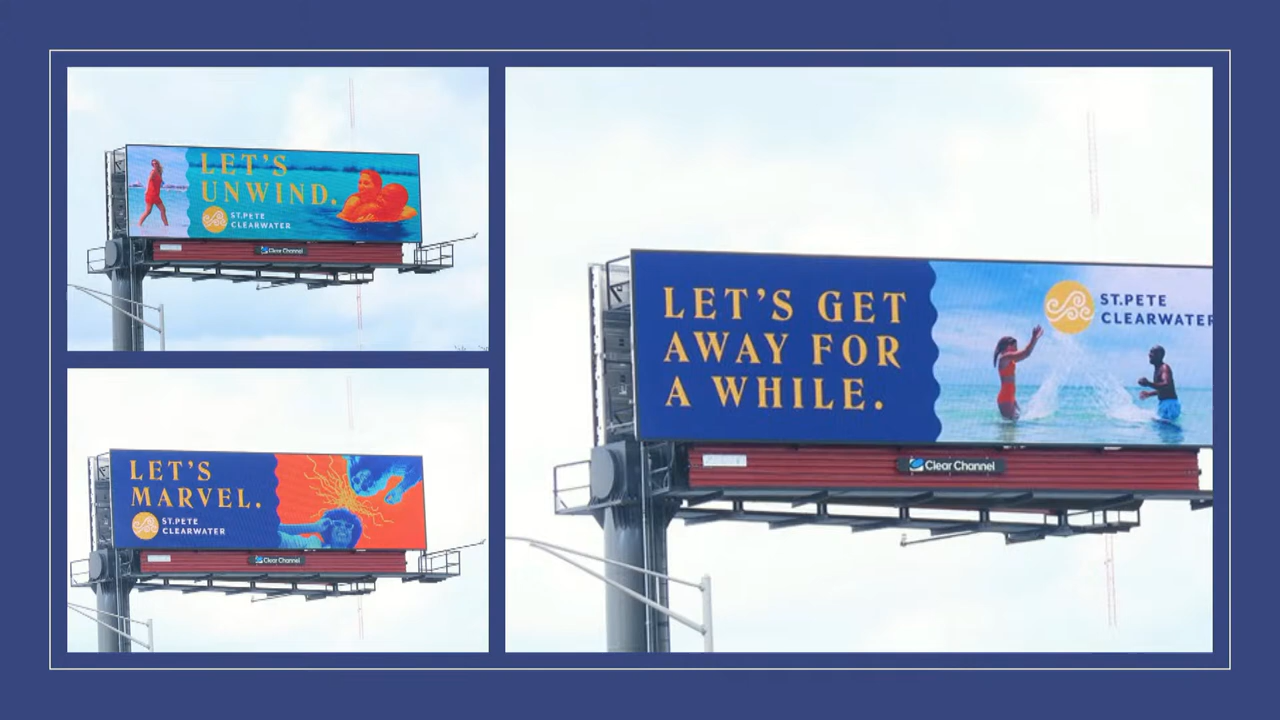 LET'S
UNWIND.
ST.PETE
CLEARWATER
Clear Channel
LET'S
MARVEL.
ST.PETE
CLEARWATER
Clear Channel
LET'S GET
AWAY FOR
A WHILE.
ST.PETE
CLEARWATER
Clear Channel